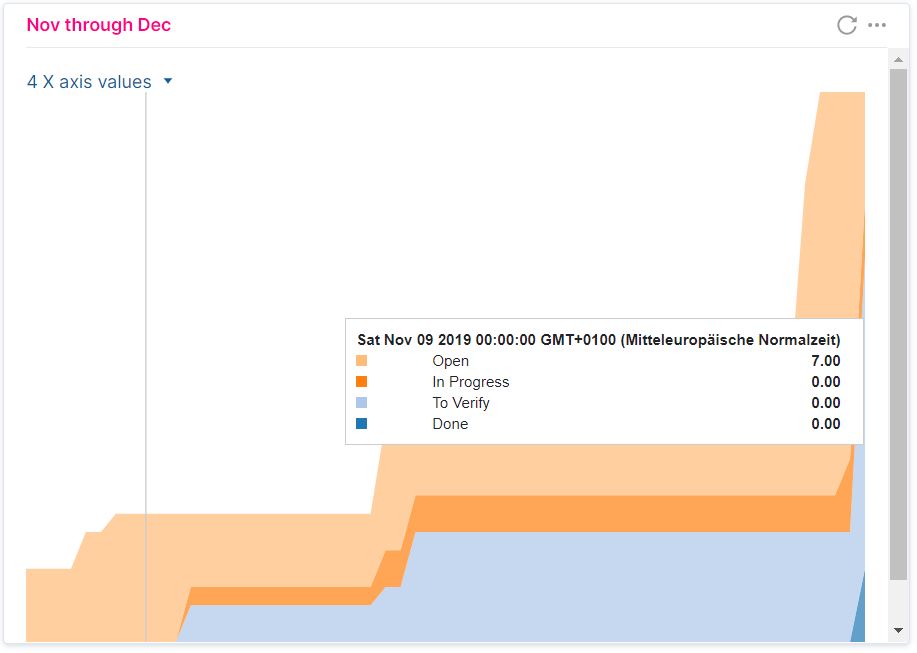 Nov through Dec
4 X axis values
Sat Nov 09 2019 00:00:00 GMT+0100 (Mitteleuropäische Normalzeit)
Open 7.00
In Progress 0.00
To Verify 0.00
Done 0.00